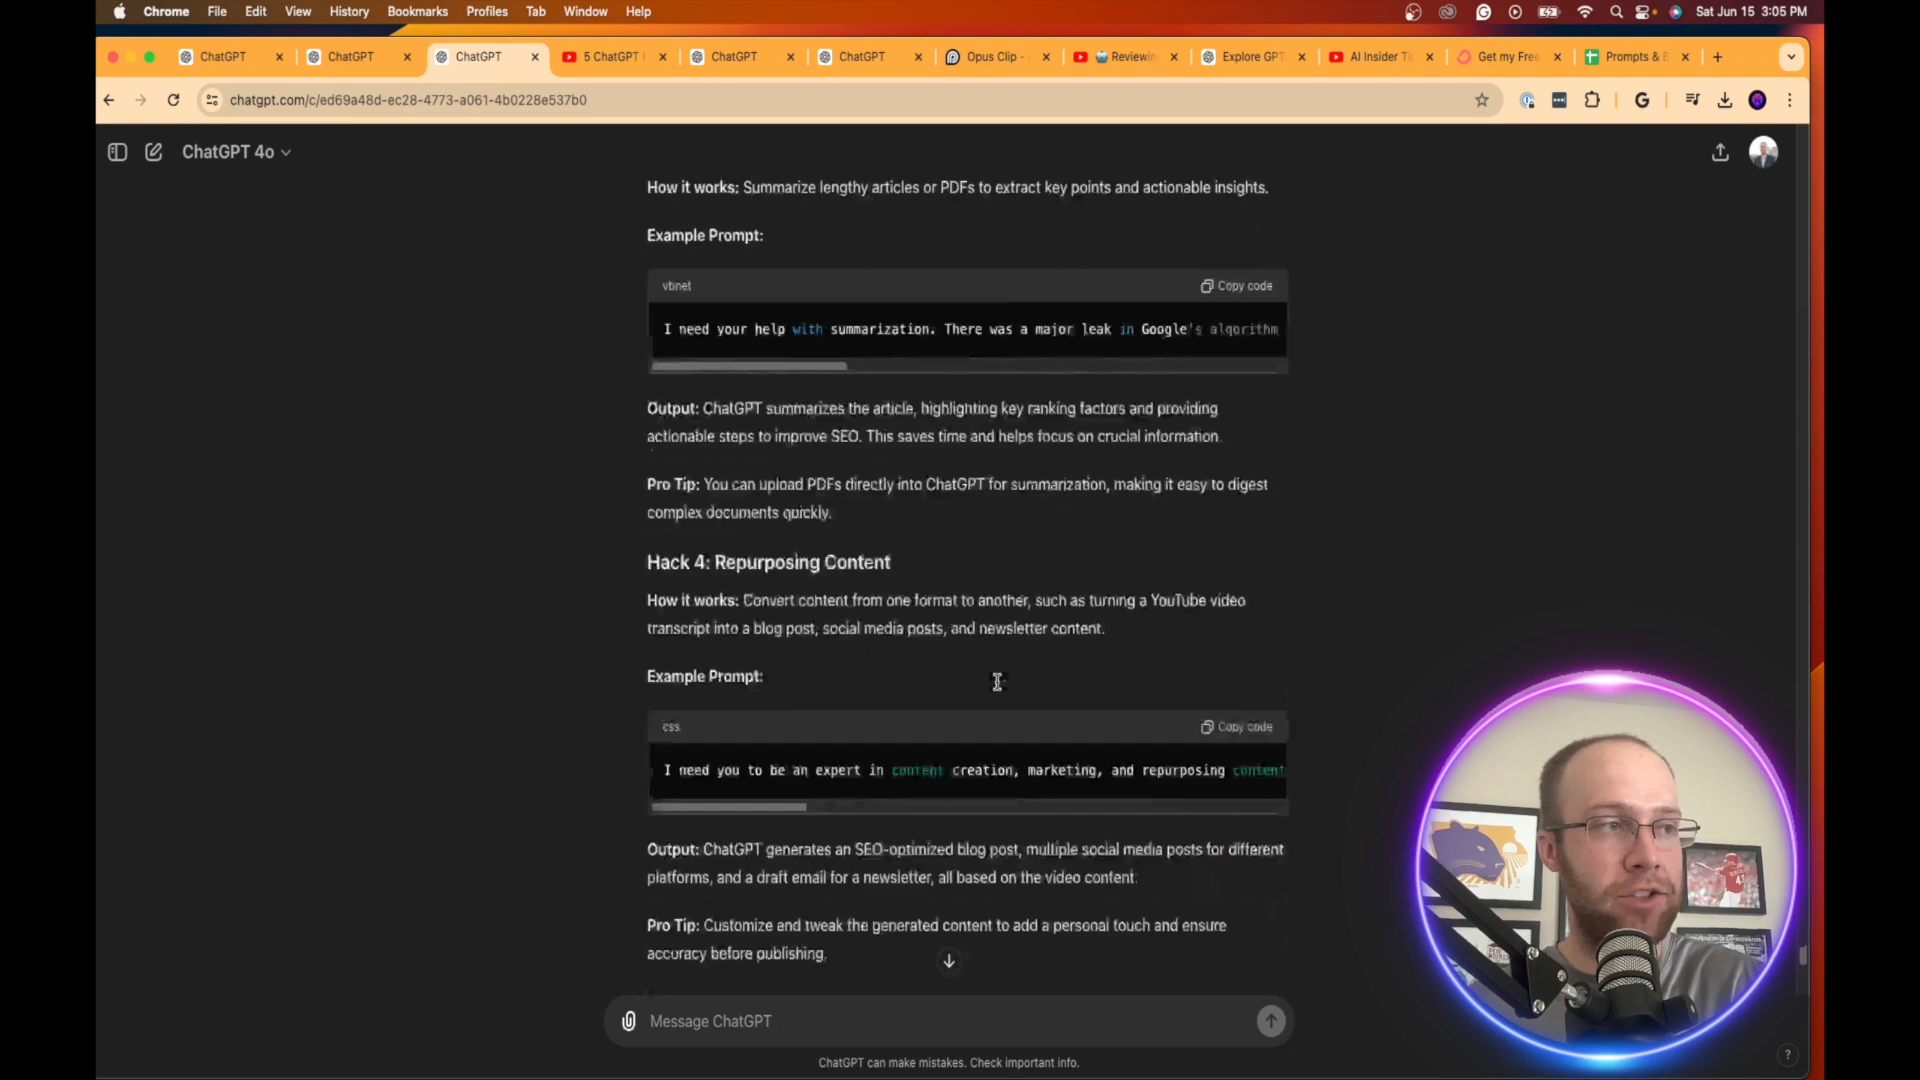 Chrome File Edit View History Bookmarks Profiles Tab Window Help Sat Jun 15 3:05 PM
ChatGPT ChatGPT ChatGPT 5 ChatGPT ChatGPT ChatGPT Opus Clip - Reviewin Explore GPT AI Insider Ti Get my Free Prompts & B
chatgpt.com/c/ed69a48d-ec28-4773-a061-4b0228e537b0
ChatGPT 4o
How it works: Summarize lengthy articles or PDFs to extract key points and actionable insights.
Example Prompt:
vbnet Copy code
I need your help with summarization. There was a major leak in Google's algorithm
Output: ChatGPT summarizes the article, highlighting key ranking factors and providing
actionable steps to improve SEO. This saves time and helps focus on crucial information.
Pro Tip: You can upload PDFs directly into ChatGPT for summarization, making it easy to digest
complex documents quickly.
Hack 4: Repurposing Content
How it works: Convert content from one format to another, such as turning a YouTube video
transcript into a blog post, social media posts, and newsletter content.
Example Prompt:
css Copy code
I need you to be an expert in content creation, marketing, and repurposing content
Output: ChatGPT generates an SEO-optimized blog post, multiple social media posts for different
platforms, and a draft email for a newsletter, all based on the video content.
Pro Tip: Customize and tweak the generated content to add a personal touch and ensure
accuracy before publishing.
Message ChatGPT
ChatGPT can make mistakes. Check important info.
?